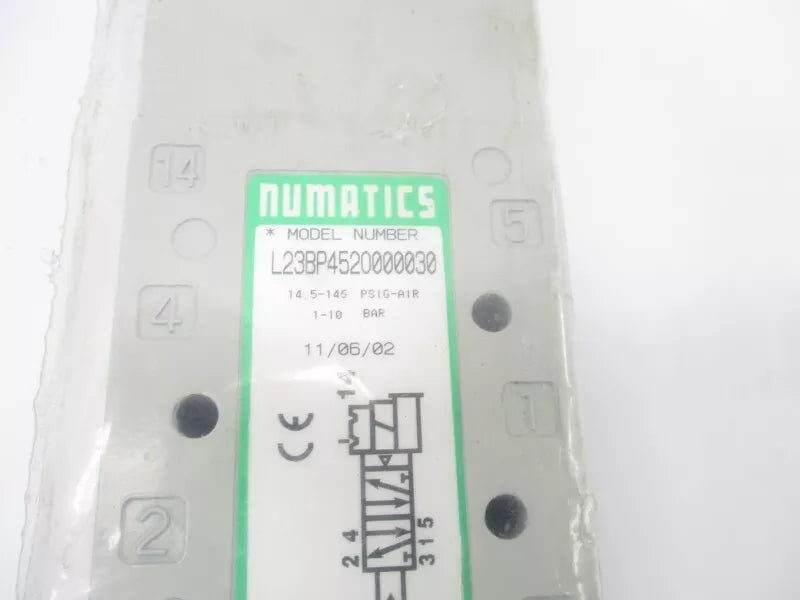 14
NUMATICS
5
* MODEL NUMBER
L23BP4520000030
14.5-145 PSIG-AIR
4
1-10 BAR
11/06/02
1
CE
2
2 4
3 1 5